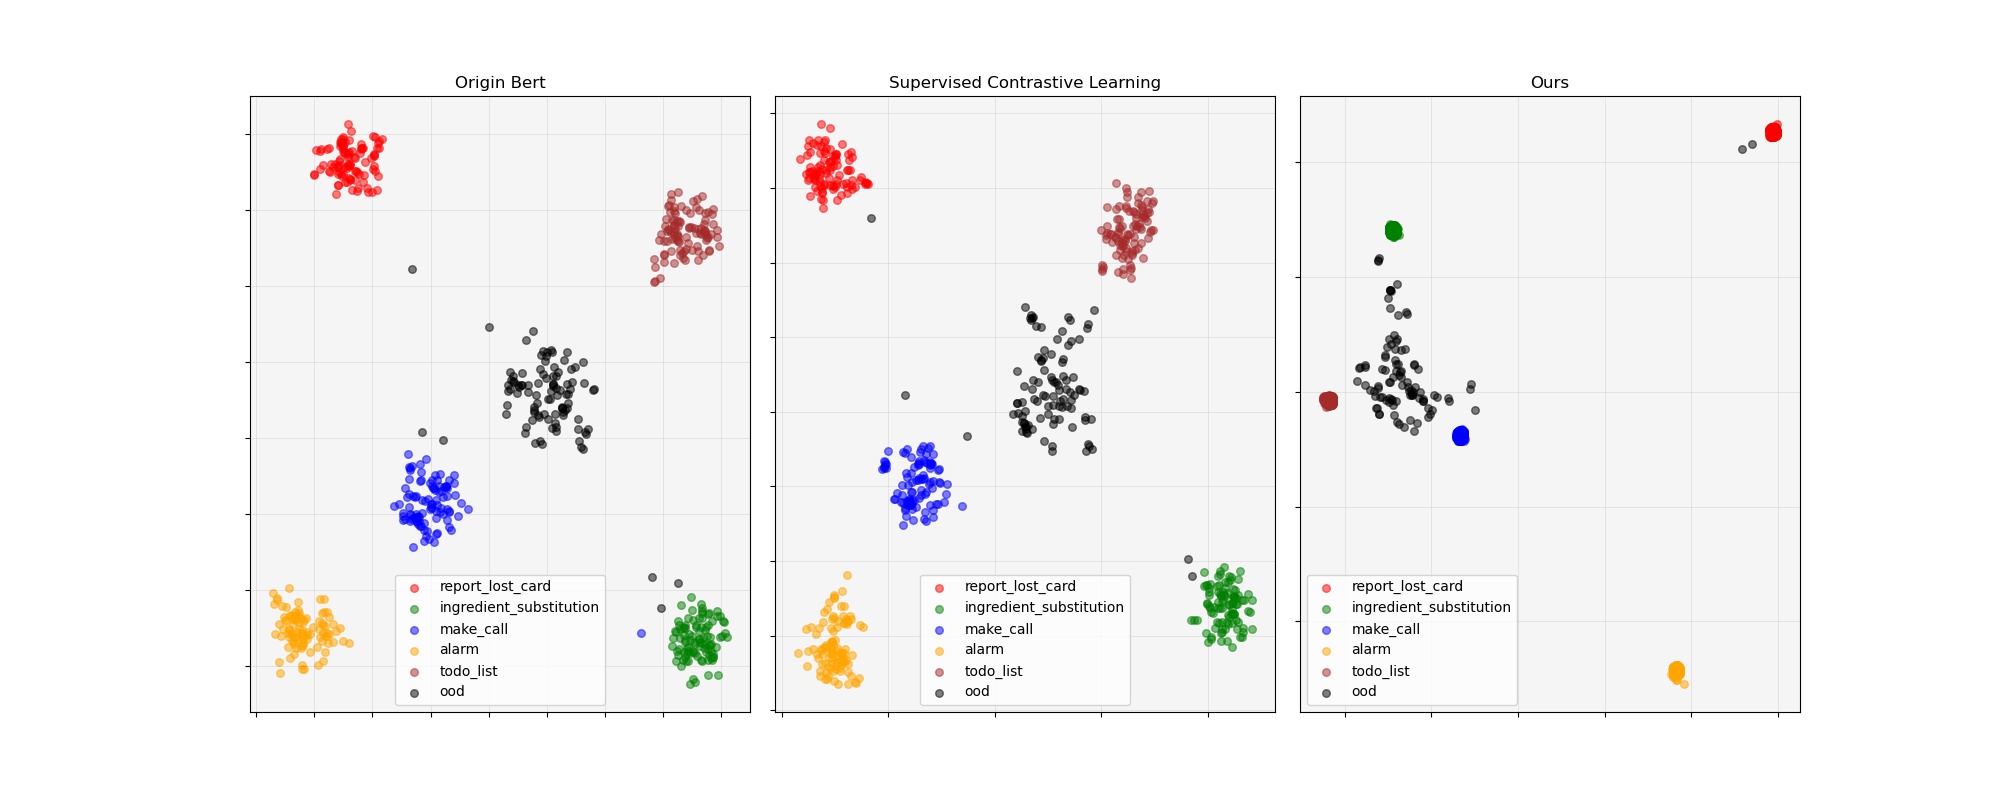 Origin Bert
report_lost_card
ingredient_substitution
make_call
alarm
todo_list
ood
Supervised Contrastive Learning
report_lost_card
ingredient_substitution
make_call
alarm
todo_list
ood
Ours
report_lost_card
ingredient_substitution
make_call
alarm
todo_list
ood